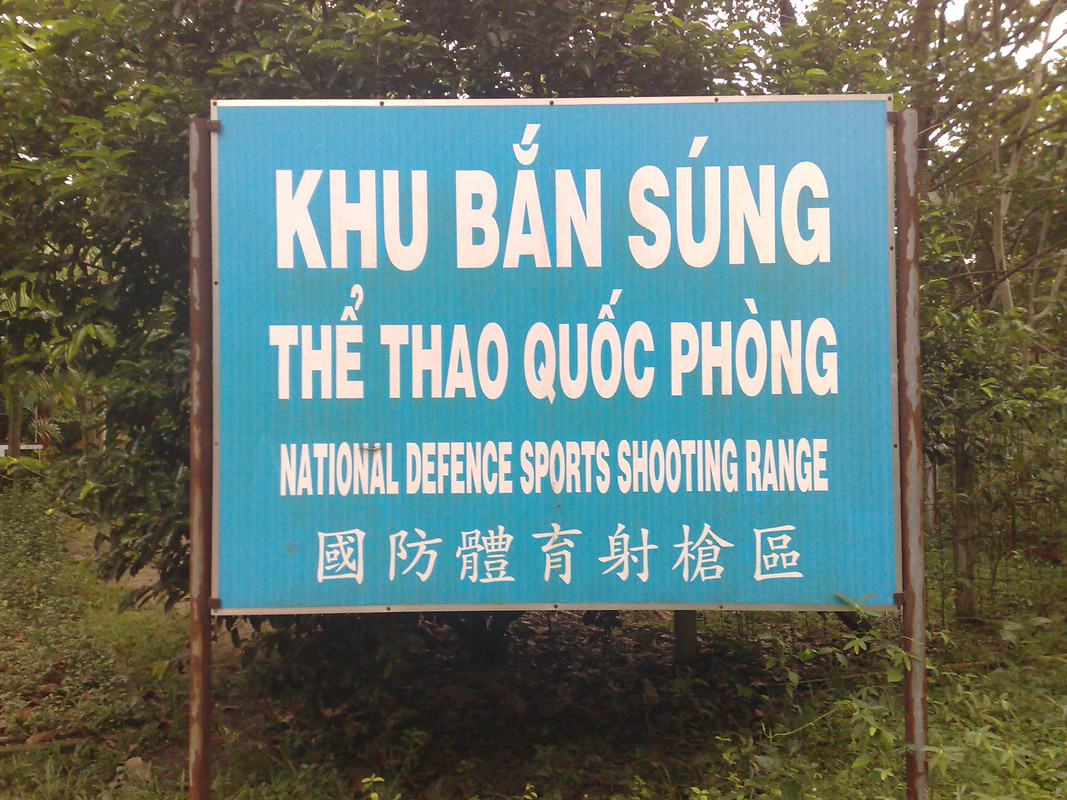 KHU BẮN SÚNG
THỂ THAO QUỐC PHÒNG
NATIONAL DEFENCE SPORTS SHOOTING RANGE
國防體育射槍區